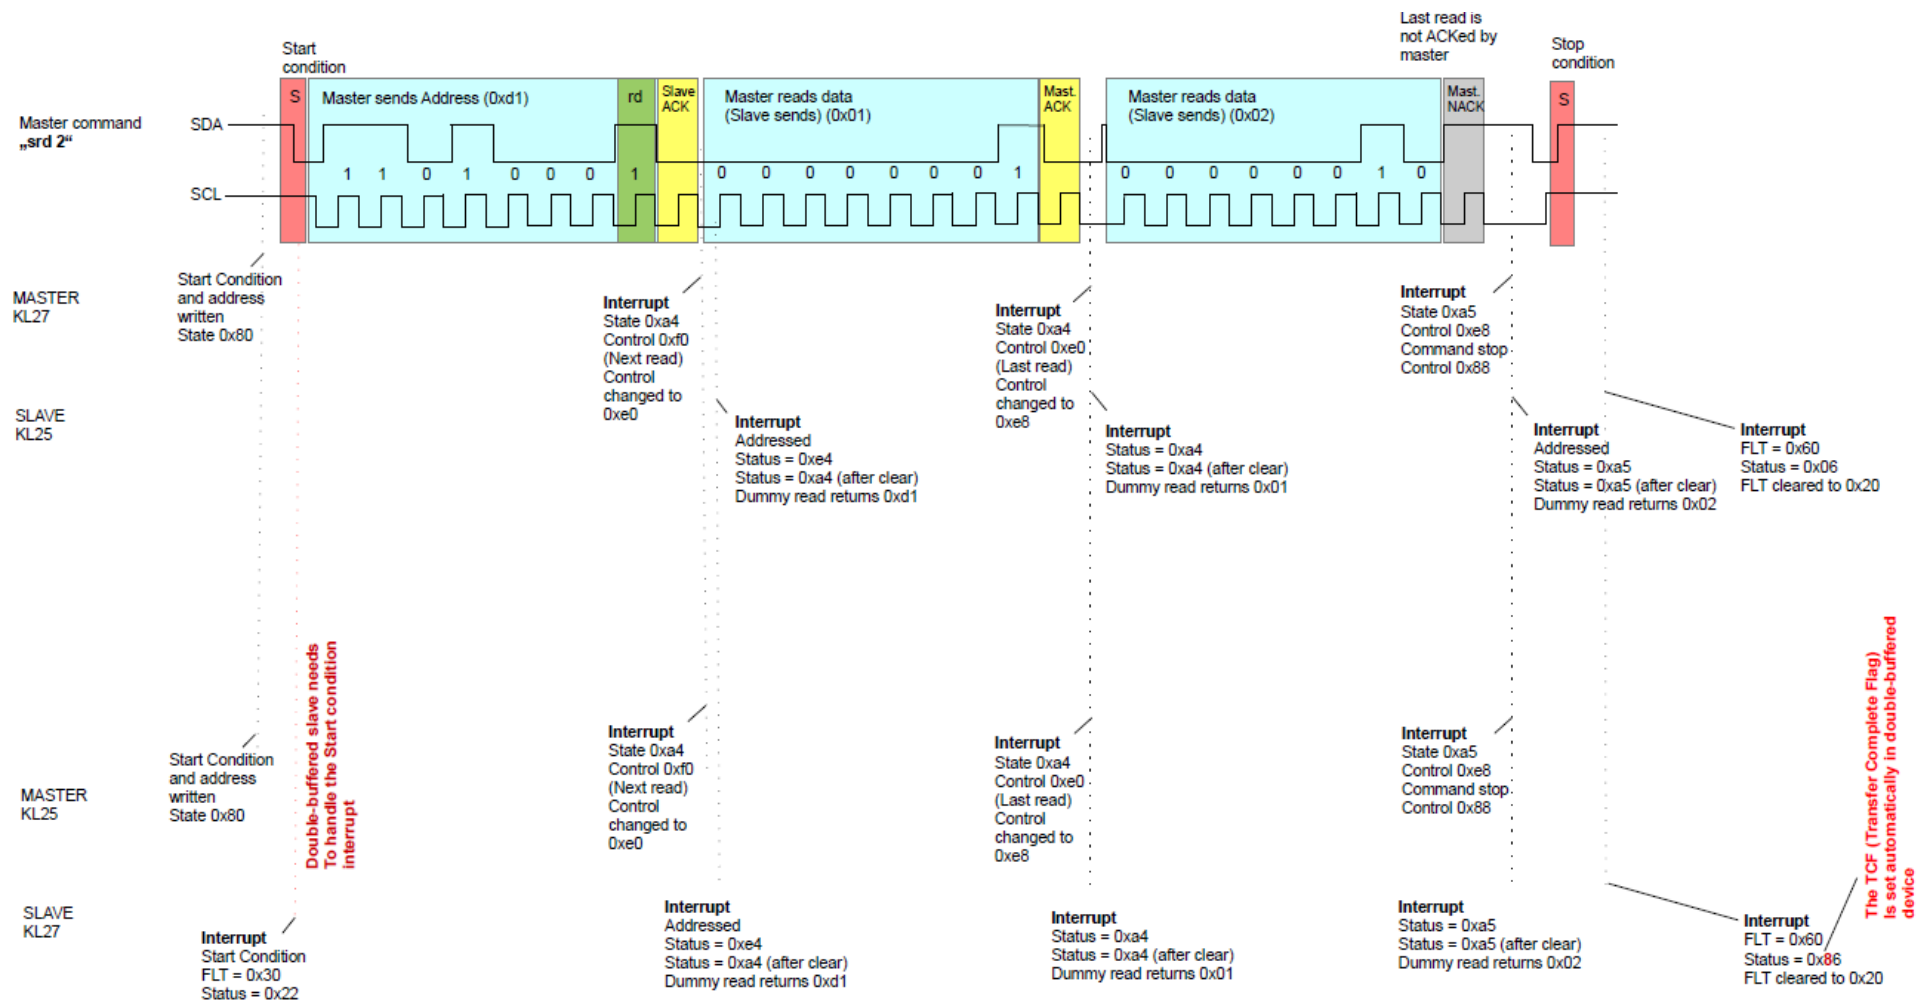 Last read is
not ACKed by
master
Start
condition
Stop
condition
S
Master sends Address (0xd1)
rd
Slave
ACK
Master reads data
(Slave sends) (0x01)
Mast.
ACK
Master reads data
(Slave sends) (0x02)
Mast.
NACK
S
Master command
„srd 2“
SDA
1 1 0 1 0 0 0 1 0 0 0 0 0 0 0 1 0 0 0 0 0 0 1 0
SCL
MASTER
KL27
Start Condition
and address
written
State 0x80
Interrupt
State 0xa4
Control 0xf0
(Next read)
Control
changed to
0xe0
Interrupt
State 0xa4
Control 0xe0
(Last read)
Control
changed to
0xe8
Interrupt
State 0xa5
Control 0xe8
Command stop
Control 0x88
SLAVE
KL25
Interrupt
Addressed
Status = 0xe4
Status = 0xa4 (after clear)
Dummy read returns 0xd1
Interrupt
Status = 0xa4
Status = 0xa4 (after clear)
Dummy read returns 0x01
Interrupt
Addressed
Status = 0xa5
Status = 0xa5 (after clear)
Dummy read returns 0x02
Interrupt
FLT = 0x60
Status = 0x06
FLT cleared to 0x20
Double-buffered slave needs
To handle the Start condition
interrupt
The TCF (Transfer Complete Flag)
Is set automatically in double-buffered
device
MASTER
KL25
Start Condition
and address
written
State 0x80
Interrupt
State 0xa4
Control 0xf0
(Next read)
Control
changed to
0xe0
Interrupt
State 0xa4
Control 0xe0
(Last read)
Control
changed to
0xe8
Interrupt
State 0xa5
Control 0xe8
Command stop
Control 0x88
SLAVE
KL27
Interrupt
Start Condition
FLT = 0x30
Status = 0x22
Interrupt
Addressed
Status = 0xe4
Status = 0xa4 (after clear)
Dummy read returns 0xd1
Interrupt
Status = 0xa4
Status = 0xa4 (after clear)
Dummy read returns 0x01
Interrupt
Status = 0xa5
Status = 0xa5 (after clear)
Dummy read returns 0x02
Interrupt
FLT = 0x60
Status = 0x86
FLT cleared to 0x20